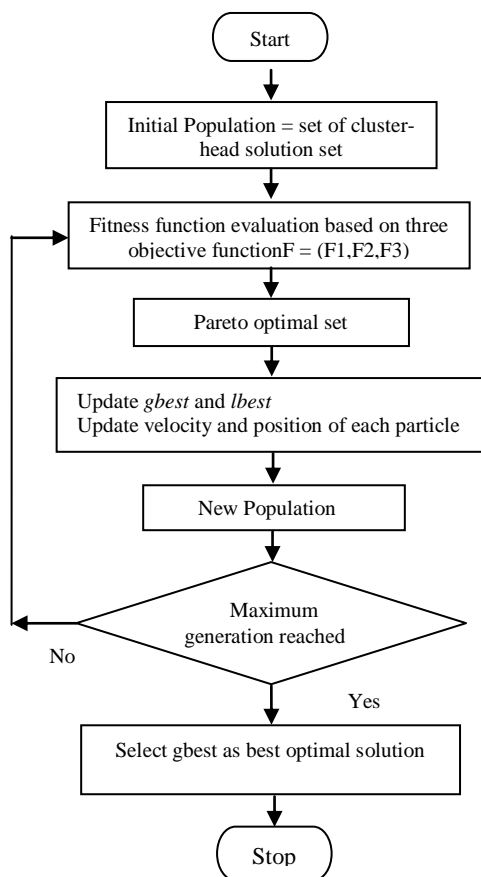 Start
Initial Population = set of cluster-
head solution set
Fitness function evaluation based on three
objective functionF = (F1,F2,F3)
Pareto optimal set
Update gbest and lbest
Update velocity and position of each particle
New Population
Maximum
generation reached
No
Yes
Select gbest as best optimal solution
Stop